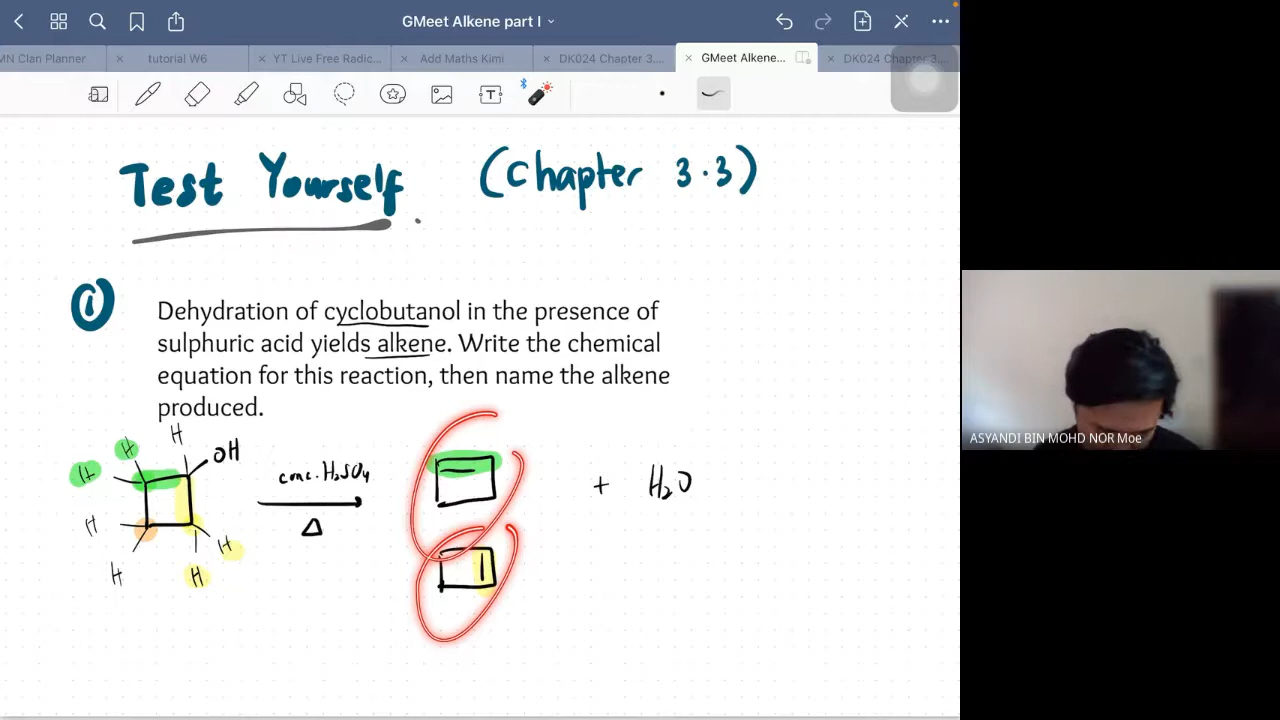 GMeet Alkene part I
MN Clan Planner
tutorial W6
YT Live Free Radic...
Add Maths Kimi
DK024 Chapter 3....
GMeet Alkene...
DK024 Chapter 3....
T
Test Yourself (Chapter 3.3)
1
Dehydration of cyclobutanol in the presence of
sulphuric acid yields alkene. Write the chemical
equation for this reaction, then name the alkene
produced.
H
H
OH
H
conc. H₂SO₄
+ H₂O
H
Δ
H
H
H
ASYANDI BIN MOHD NOR Moe